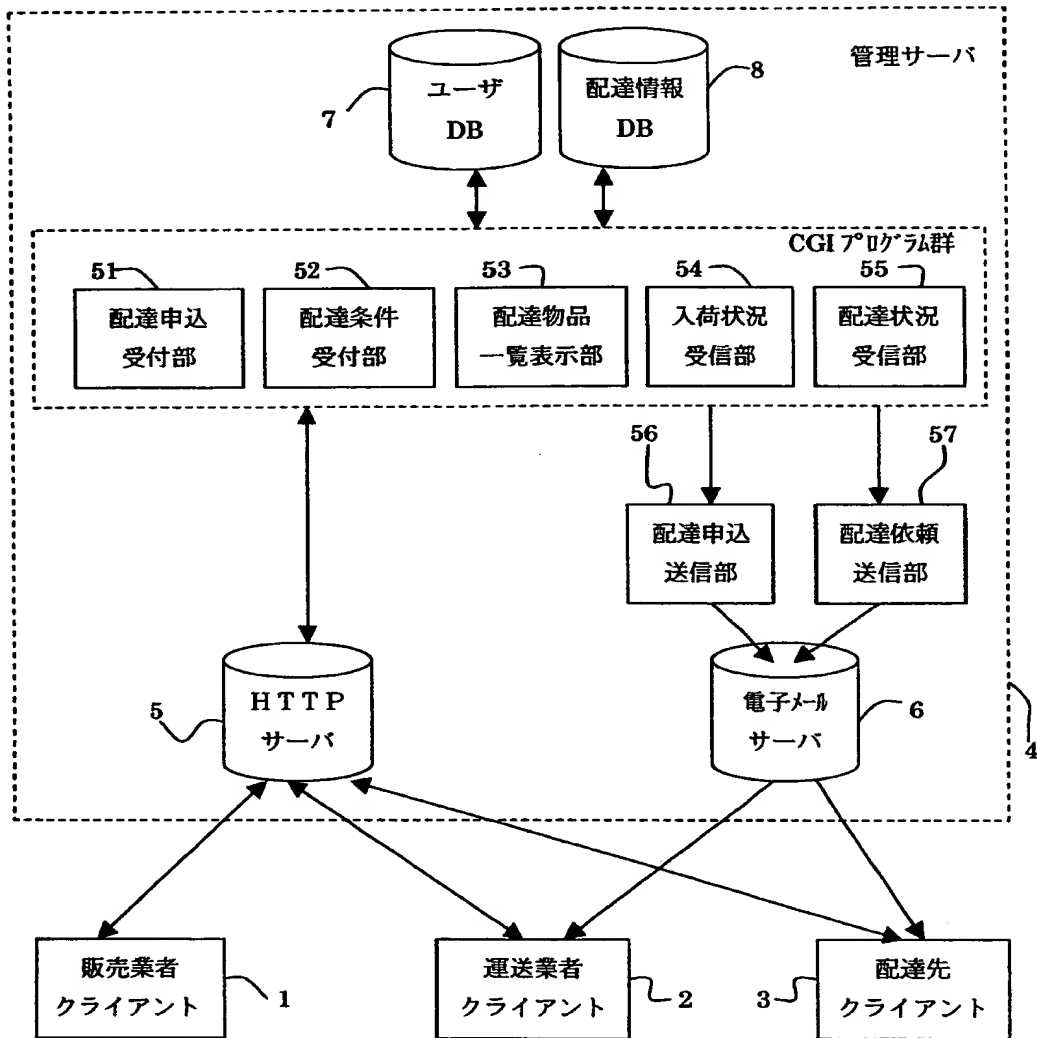 管理サーバ
ユーザ
DB
7
配達情報
DB
8
CGIプログラム群
51
配達申込
受付部
52
配達条件
受付部
53
配達物品
一覧表示部
54
入荷状況
受信部
55
配達状況
受信部
56
配達申込
送信部
57
配達依頼
送信部
5
HTTP
サーバ
電子メール
サーバ
6
4
販売業者
クライアント
1
運送業者
クライアント
2
3
配達先
クライアント